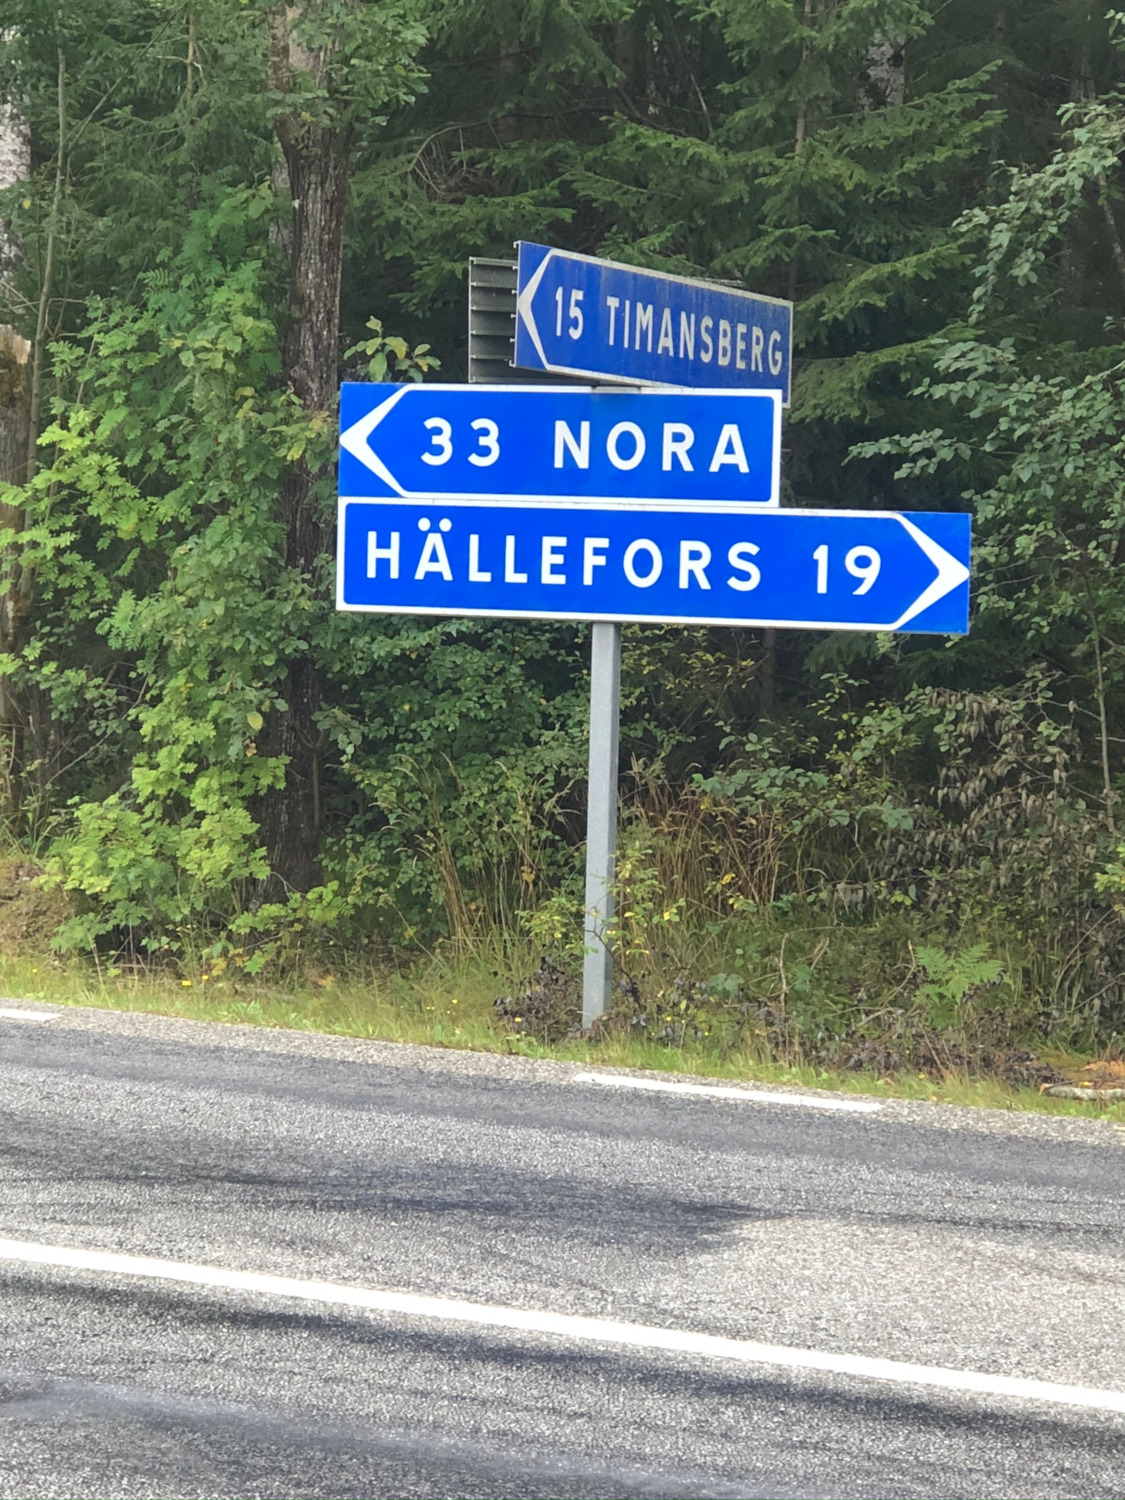 15 TIMANSBERG
33 NORA
HÄLLEFORS 19